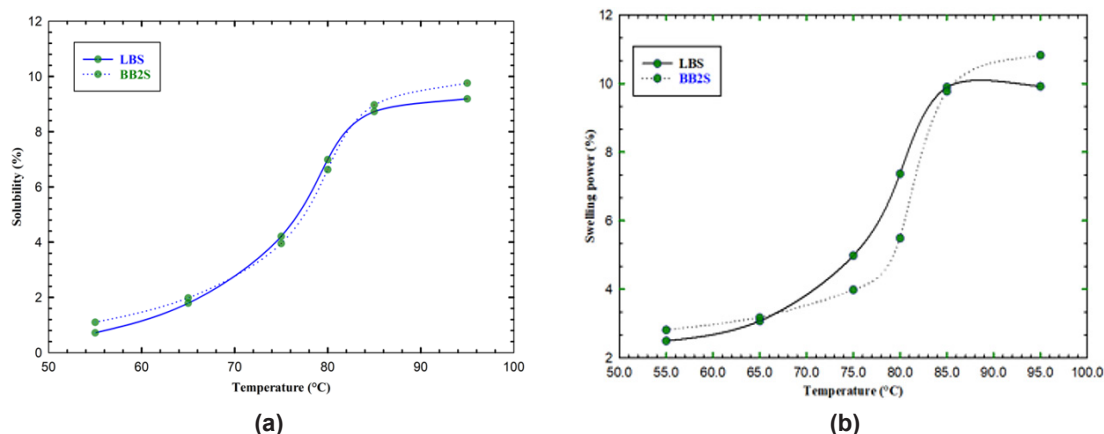 12
10
8
6
4
2
0
Solubility (%)
LBS
BB2S
50 60 70 80 90 100
Temperature (°C)
(a)
12
10
8
6
4
2
Swelling power (%)
LBS
BB2S
50.0 55.0 60.0 65.0 70.0 75.0 80.0 85.0 90.0 95.0 100.0
Temperature (°C)
(b)